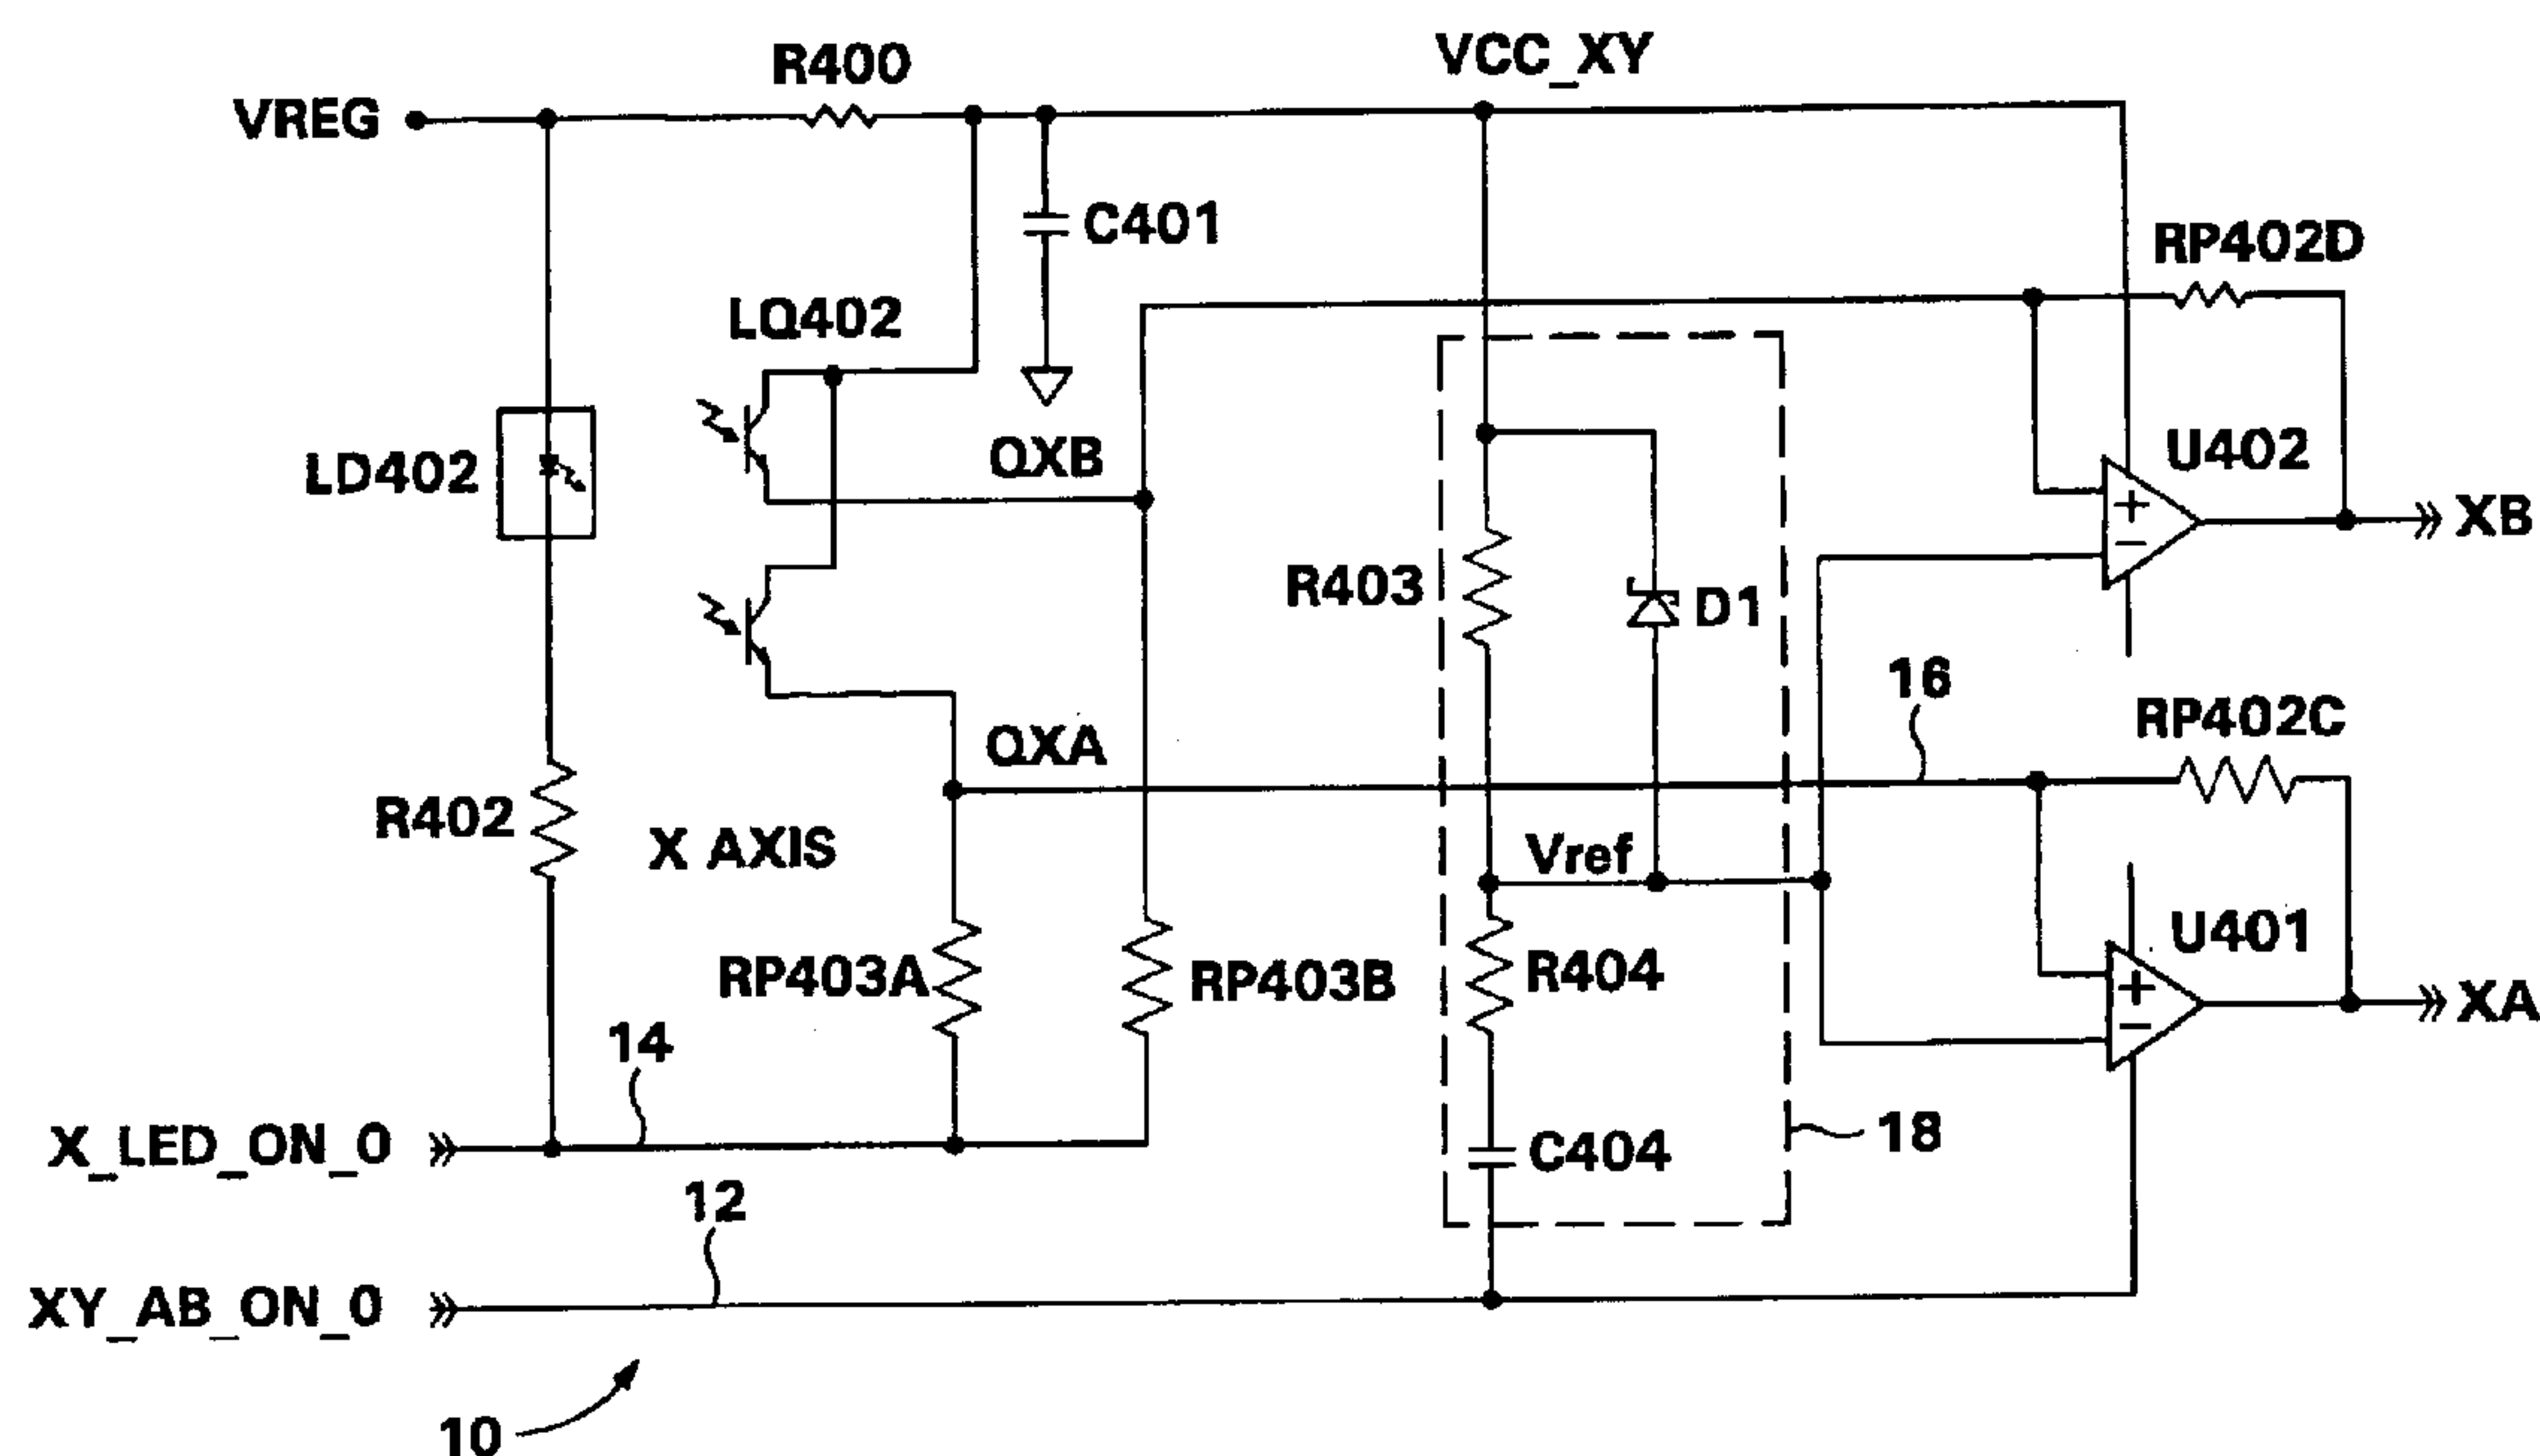 R400
VCC_XY
VREG
C401
RP402D
LQ402
QXB
U402
LD402
XB
R403
D1
16
RP402C
QXA
R402
X AXIS
Vref
U401
RP403A
RP403B
R404
XA
14
X_LED_ON_0
C404
18
12
XY_AB_ON_0
10
+
−
+
−